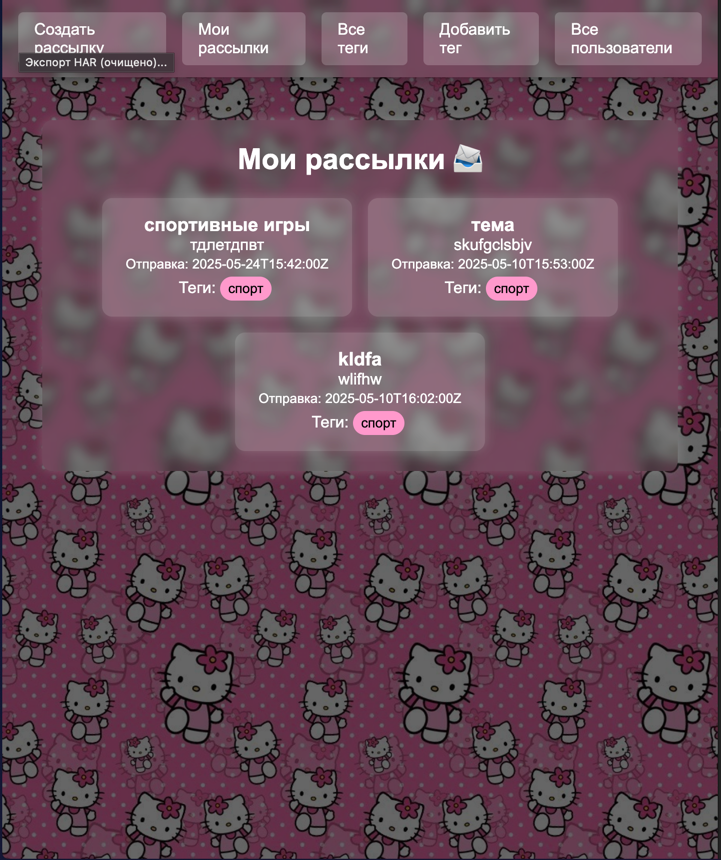 Создать
рассылку
Мои
рассылки
Все
теги
Добавить
тег
Все
пользователи
Экспорт HAR (очищено)...
Мои рассылки
спортивные игры
тдлетдпвт
Отправка: 2025-05-24T15:42:00Z
Теги: спорт
тема
skufgclsbjv
Отправка: 2025-05-10T15:53:00Z
Теги: спорт
kldfa
wlifhw
Отправка: 2025-05-10T16:02:00Z
Теги: спорт